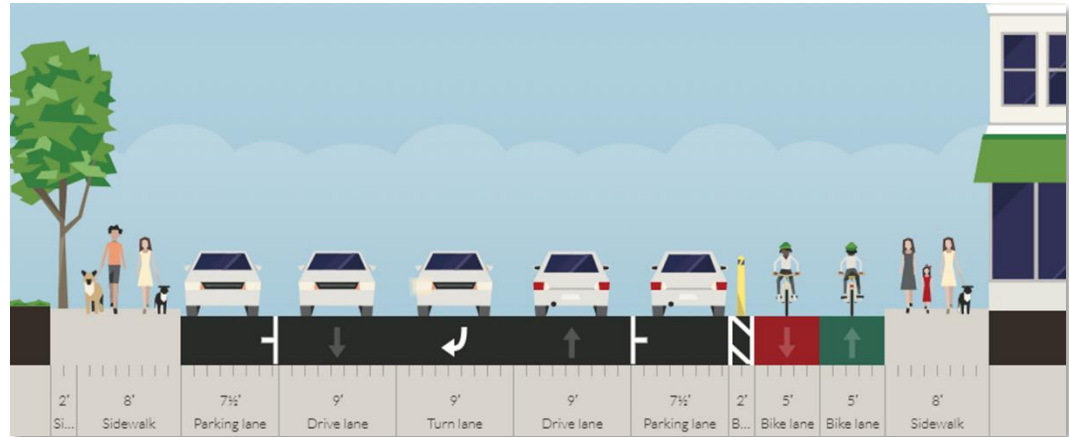 2' 8' 7½' 9' 9' 9' 7½' 2' 5' 5' 8'
Si... Sidewalk Parking lane Drive lane Turn lane Drive lane Parking lane B... Bike lane Bike lane Sidewalk